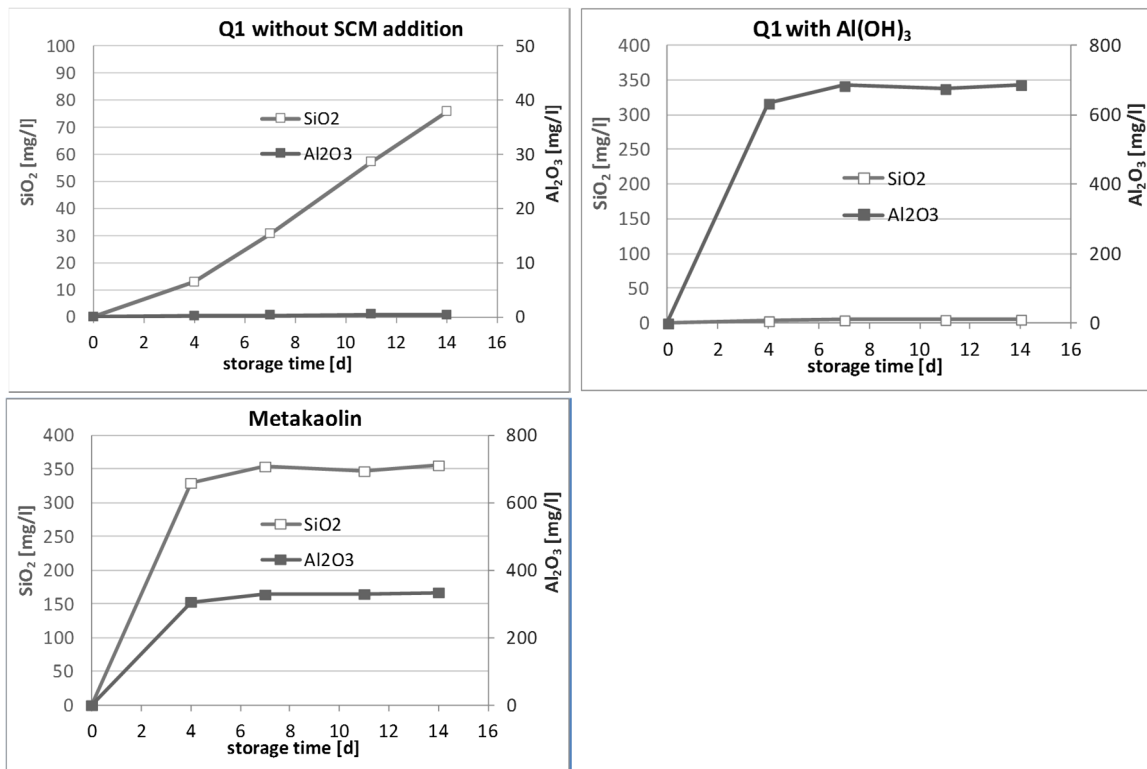 Q1 without SCM addition
100
90
80
70
60
50
40
30
20
10
0
SiO₂ [mg/l]
SiO2
Al2O3
50
40
30
20
10
0
Al₂O₃ [mg/l]
0 2 4 6 8 10 12 14 16
storage time [d]
Q1 with Al(OH)₃
400
350
300
250
200
150
100
50
0
SiO₂ [mg/l]
SiO2
Al2O3
800
600
400
200
0
Al₂O₃ [mg/l]
0 2 4 6 8 10 12 14 16
storage time [d]
Metakaolin
400
350
300
250
200
150
100
50
0
SiO₂ [mg/l]
SiO2
Al2O3
800
600
400
200
0
Al₂O₃ [mg/l]
0 2 4 6 8 10 12 14 16
storage time [d]